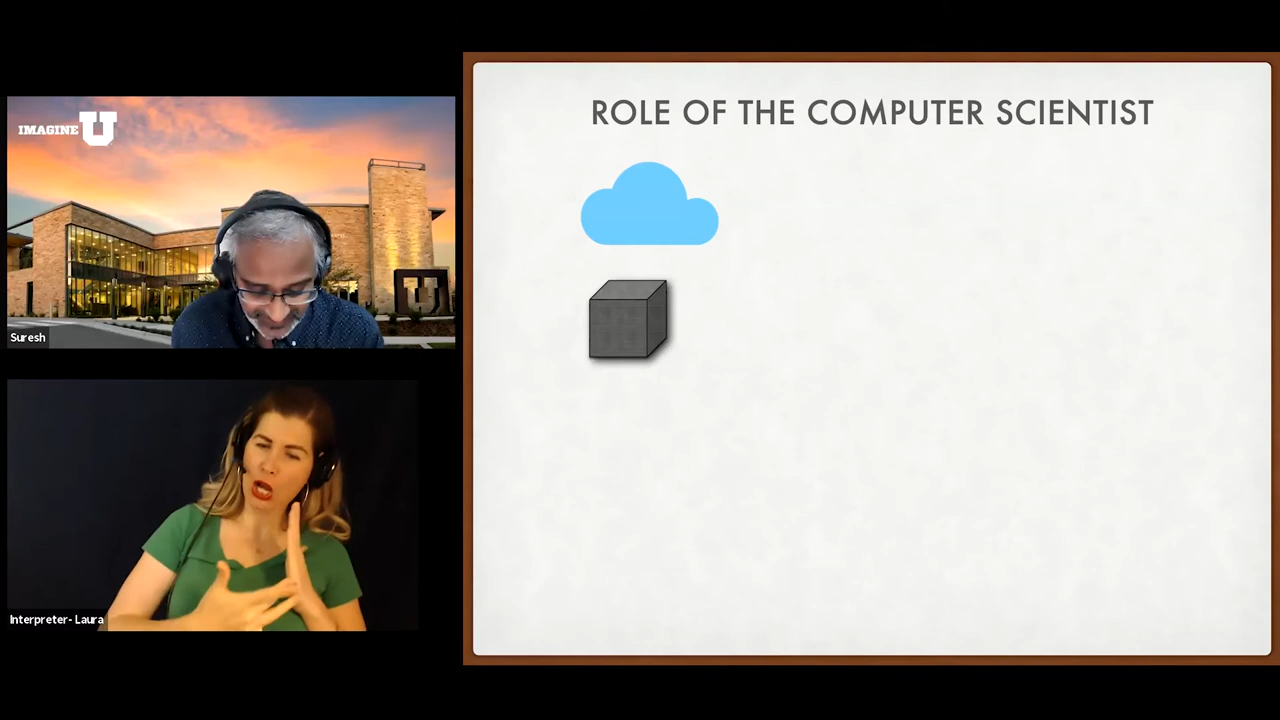 IMAGINE U
Suresh
Interpreter- Laura
ROLE OF THE COMPUTER SCIENTIST